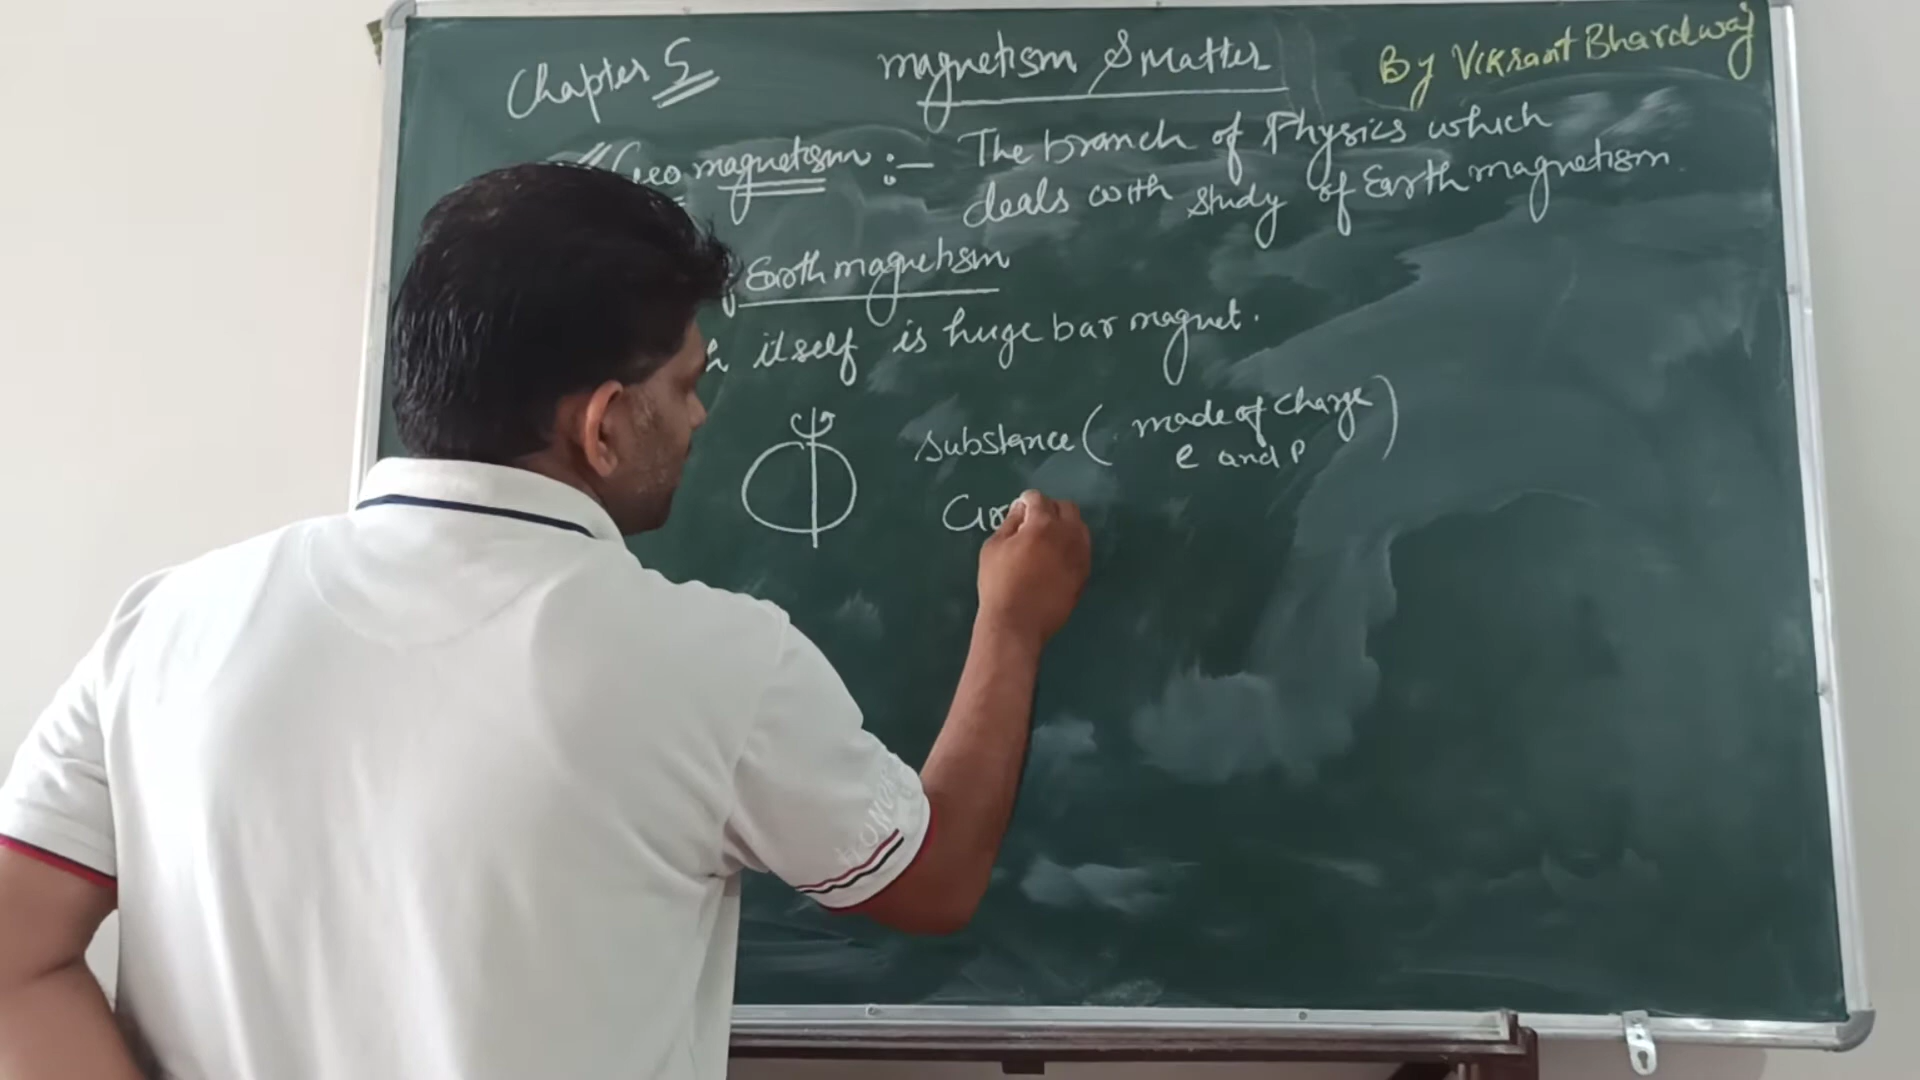 Chapter 5 magnetism & Matter By Vikrant Bhardwaj
Geo magnetism :- The branch of Physics which
deals with study of Earth magnetism.
Earth magnetism
itself is huge bar magnet.
Substance ( made of charge
e and p )